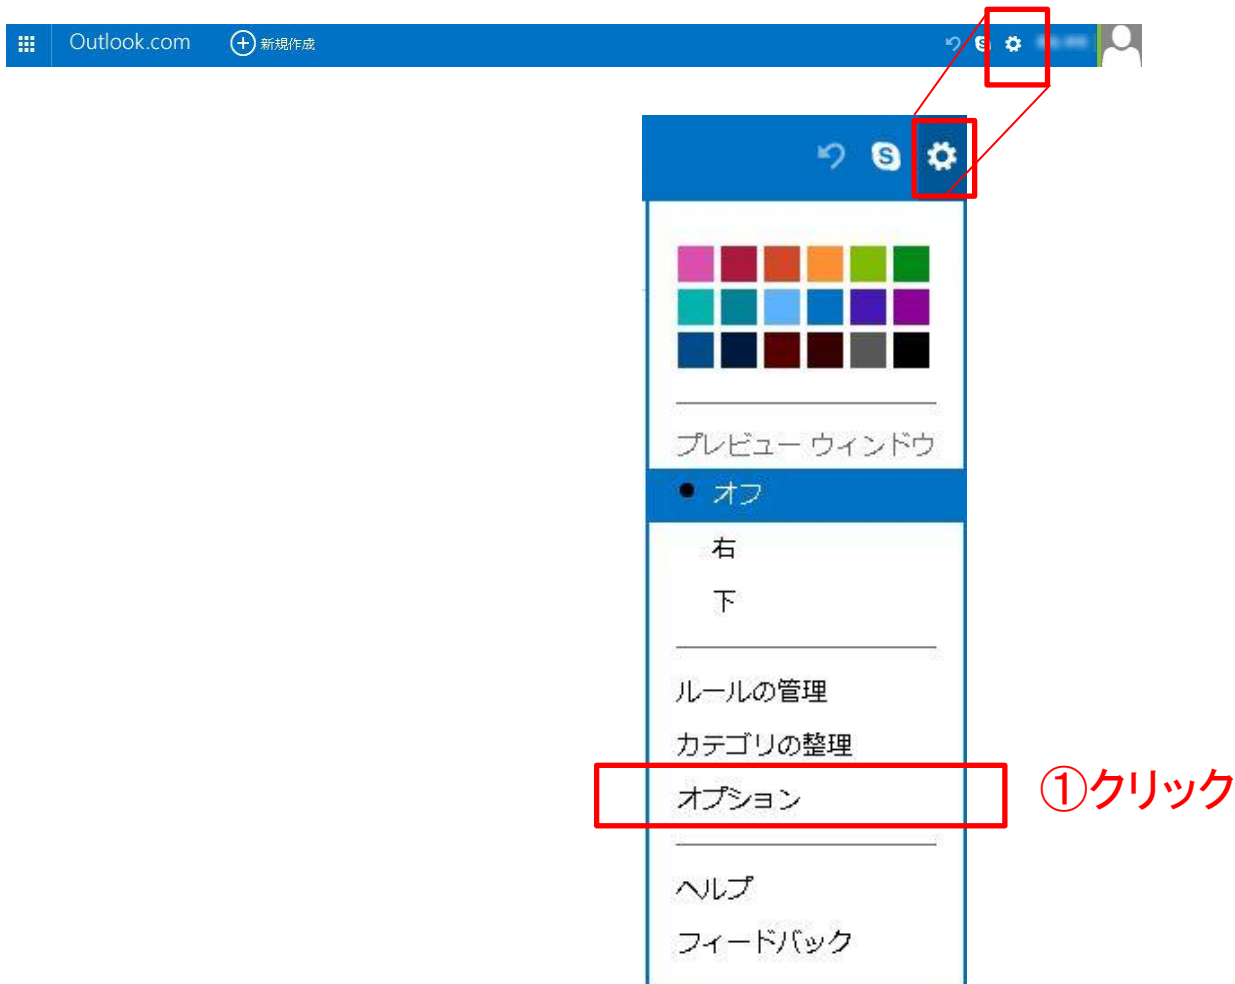 Outlook.com
新規作成
プレビュー ウィンドウ
オフ
右
下
ルールの管理
カテゴリの整理
オプション
①クリック
ヘルプ
フィードバック